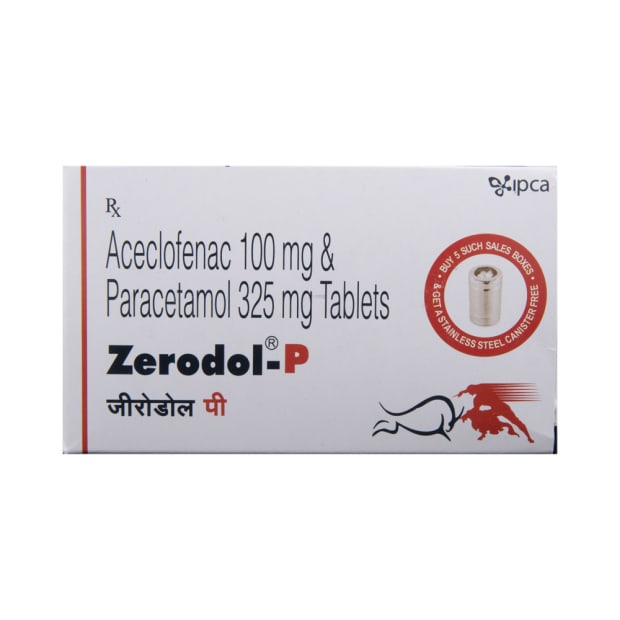 ipca
Rx
Aceclofenac 100 mg &
Paracetamol 325 mg Tablets
Zerodol®-P
जीरोडोल पी
• BUY 5 SUCH SALES BOXES •
& GET A STAINLESS STEEL CANISTER FREE